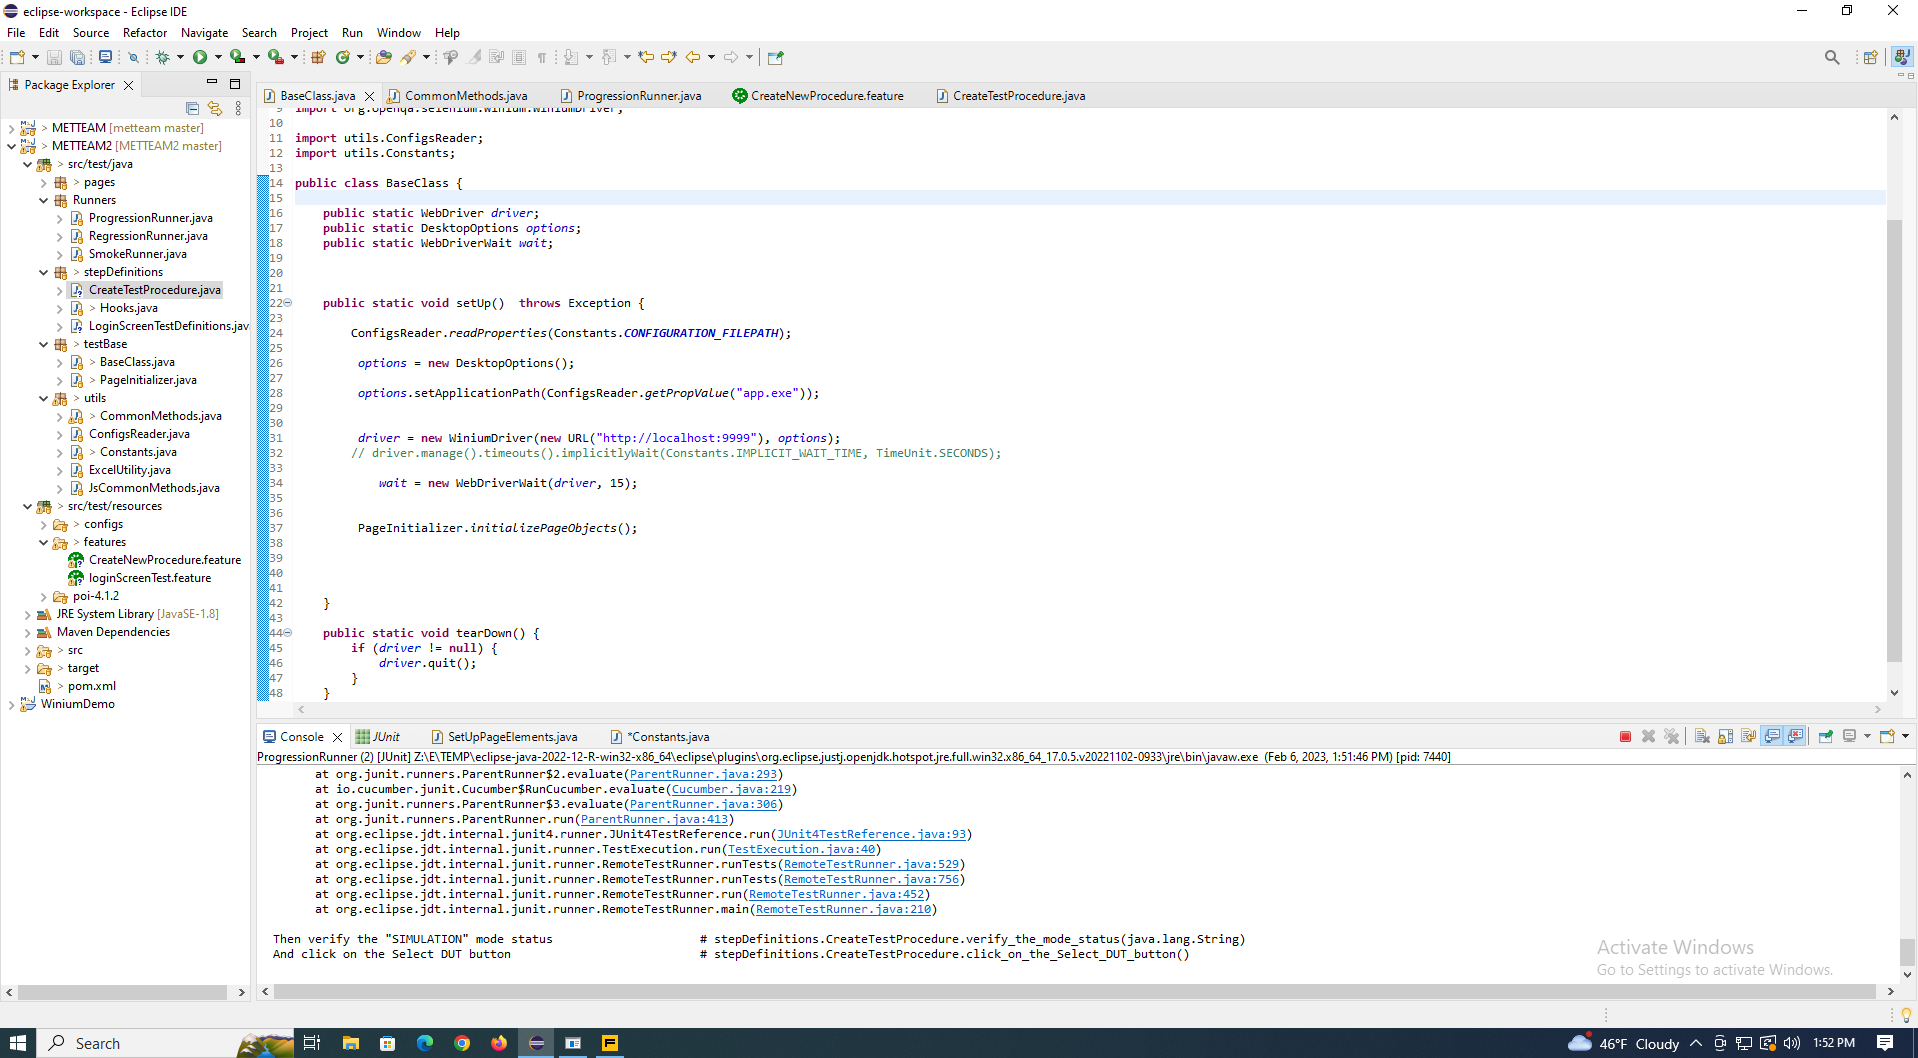 eclipse-workspace - Eclipse IDE
File Edit Source Refactor Navigate Search Project Run Window Help
Package Explorer
BaseClass.java CommonMethods.java ProgressionRunner.java CreateNewProcedure.feature CreateTestProcedure.java
> METTEAM [metteam master]
> METTEAM2 [METTEAM2 master]
> src/test/java
> pages
Runners
ProgressionRunner.java
RegressionRunner.java
SmokeRunner.java
> stepDefinitions
CreateTestProcedure.java
> Hooks.java
LoginScreenTestDefinitions.jav
> testBase
> BaseClass.java
> PageInitializer.java
> utils
> CommonMethods.java
ConfigsReader.java
> Constants.java
ExcelUtility.java
JsCommonMethods.java
> src/test/resources
> configs
> features
CreateNewProcedure.feature
loginScreenTest.feature
poi-4.1.2
JRE System Library [JavaSE-1.8]
Maven Dependencies
> src
> target
> pom.xml
WiniumDemo
9 import org.openqa.selenium.winium.WiniumDriver;
10
11 import utils.ConfigsReader;
12 import utils.Constants;
13
14 public class BaseClass {
15
16 public static WebDriver driver;
17 public static DesktopOptions options;
18 public static WebDriverWait wait;
19
20
21
22 public static void setUp()  throws Exception {
23
24 ConfigsReader.readProperties(Constants.CONFIGURATION_FILEPATH);
25
26 options = new DesktopOptions();
27
28 options.setApplicationPath(ConfigsReader.getPropValue("app.exe"));
29
30
31 driver = new WiniumDriver(new URL("http://localhost:9999"), options);
32 // driver.manage().timeouts().implicitlyWait(Constants.IMPLICIT_WAIT_TIME, TimeUnit.SECONDS);
33
34 wait = new WebDriverWait(driver, 15);
35
36
37 PageInitializer.initializePageObjects();
38
39
40
41
42 }
43
44 public static void tearDown() {
45 if (driver != null) {
46 driver.quit();
47 }
48 }
Console JUnit SetUpPageElements.java *Constants.java
ProgressionRunner (2) [JUnit] Z:\E\TEMP\eclipse-java-2022-12-R-win32-x86_64\eclipse\plugins\org.eclipse.justj.openjdk.hotspot.jre.full.win32.x86_64_17.0.5.v20221102-0933\jre\bin\javaw.exe (Feb 6, 2023, 1:51:46 PM) [pid: 7440]
at org.junit.runners.ParentRunner$2.evaluate(ParentRunner.java:293)
at io.cucumber.junit.Cucumber$RunCucumber.evaluate(Cucumber.java:219)
at org.junit.runners.ParentRunner$3.evaluate(ParentRunner.java:306)
at org.junit.runners.ParentRunner.run(ParentRunner.java:413)
at org.eclipse.jdt.internal.junit4.runner.JUnit4TestReference.run(JUnit4TestReference.java:93)
at org.eclipse.jdt.internal.junit.runner.TestExecution.run(TestExecution.java:40)
at org.eclipse.jdt.internal.junit.runner.RemoteTestRunner.runTests(RemoteTestRunner.java:529)
at org.eclipse.jdt.internal.junit.runner.RemoteTestRunner.runTests(RemoteTestRunner.java:756)
at org.eclipse.jdt.internal.junit.runner.RemoteTestRunner.run(RemoteTestRunner.java:452)
at org.eclipse.jdt.internal.junit.runner.RemoteTestRunner.main(RemoteTestRunner.java:210)
Then verify the "SIMULATION" mode status # stepDefinitions.CreateTestProcedure.verify_the_mode_status(java.lang.String)
And click on the Select DUT button # stepDefinitions.CreateTestProcedure.click_on_the_Select_DUT_button()
Activate Windows
Go to Settings to activate Windows.
Search
46°F Cloudy
1:52 PM